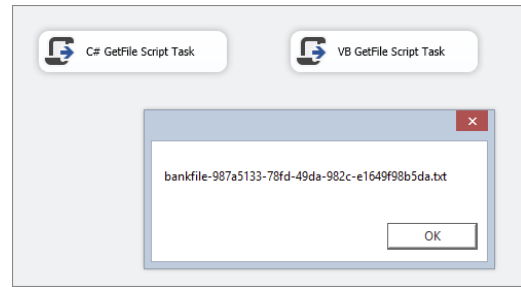 C# GetFile Script Task
VB GetFile Script Task
bankfile-987a5133-78fd-49da-982c-e1649f98b5da.txt
OK